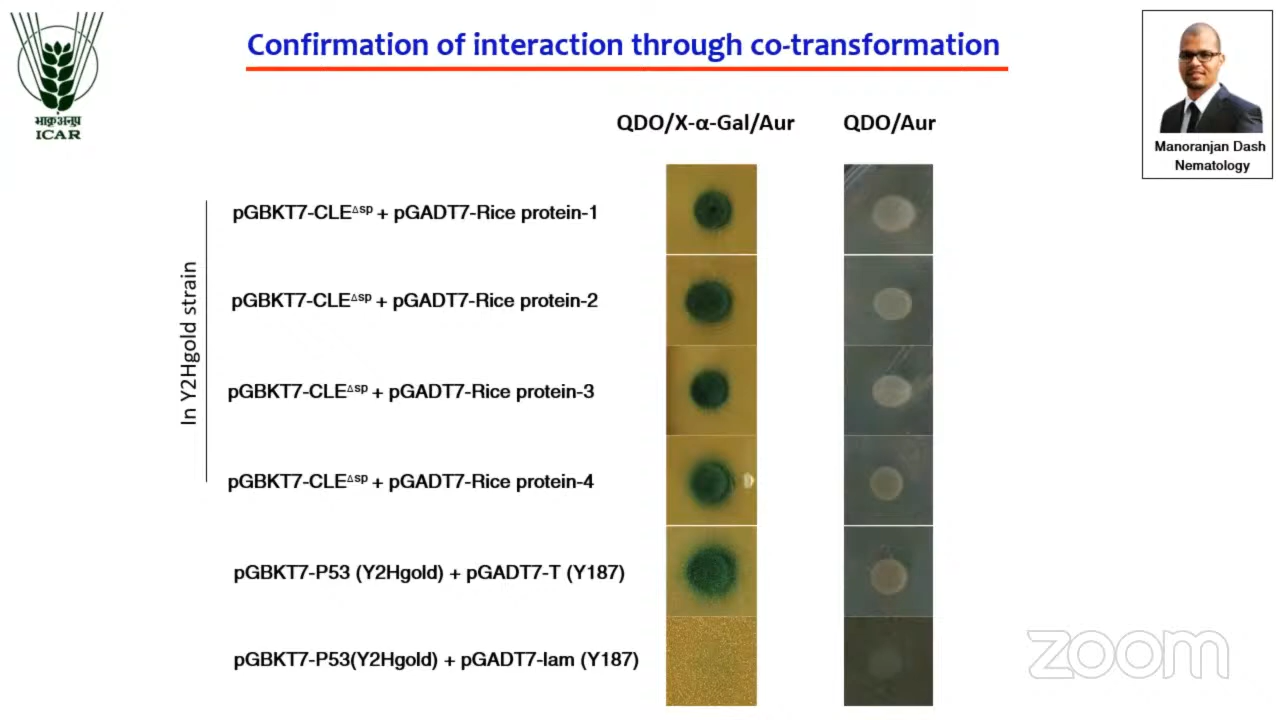 Confirmation of interaction through co-transformation
भाकृअनुप
ICAR
Manoranjan Dash
Nematology
QDO/X-α-Gal/Aur QDO/Aur
In Y2Hgold strain
pGBKT7-CLE^Δsp + pGADT7-Rice protein-1
pGBKT7-CLE^Δsp + pGADT7-Rice protein-2
pGBKT7-CLE^Δsp + pGADT7-Rice protein-3
pGBKT7-CLE^Δsp + pGADT7-Rice protein-4
pGBKT7-P53 (Y2Hgold) + pGADT7-T (Y187)
pGBKT7-P53(Y2Hgold) + pGADT7-lam (Y187)
zoom